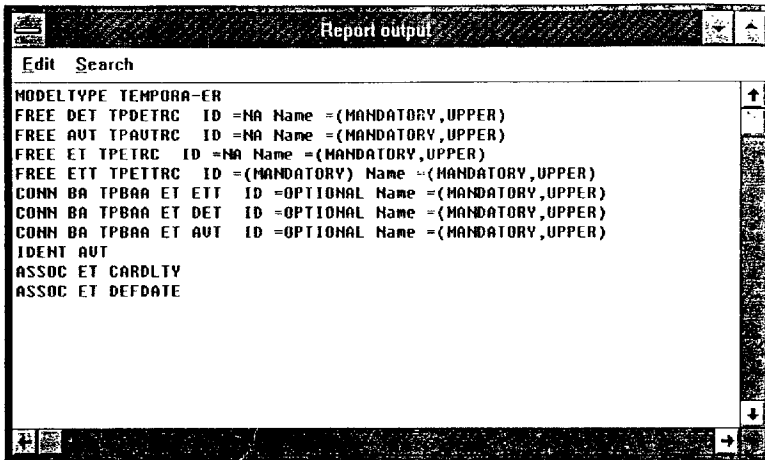 Report output
Edit Search
MODELTYPE TEMPORA-ER
FREE DET TPDETRC ID =NA Name =(MANDATORY,UPPER)
FREE AVT TPAVTRC ID =NA Name =(MANDATORY,UPPER)
FREE ET TPETRC ID =NA Name =(MANDATORY,UPPER)
FREE ETT TPETTRC ID =(MANDATORY) Name =(MANDATORY,UPPER)
CONN BA TPBAA ET ETT ID =OPTIONAL Name =(MANDATORY,UPPER)
CONN BA TPBAA ET DET ID =OPTIONAL Name =(MANDATORY,UPPER)
CONN BA TPBAA ET AVT ID =OPTIONAL Name =(MANDATORY,UPPER)
IDENT AVT
ASSOC ET CARDLTY
ASSOC ET DEFDATE